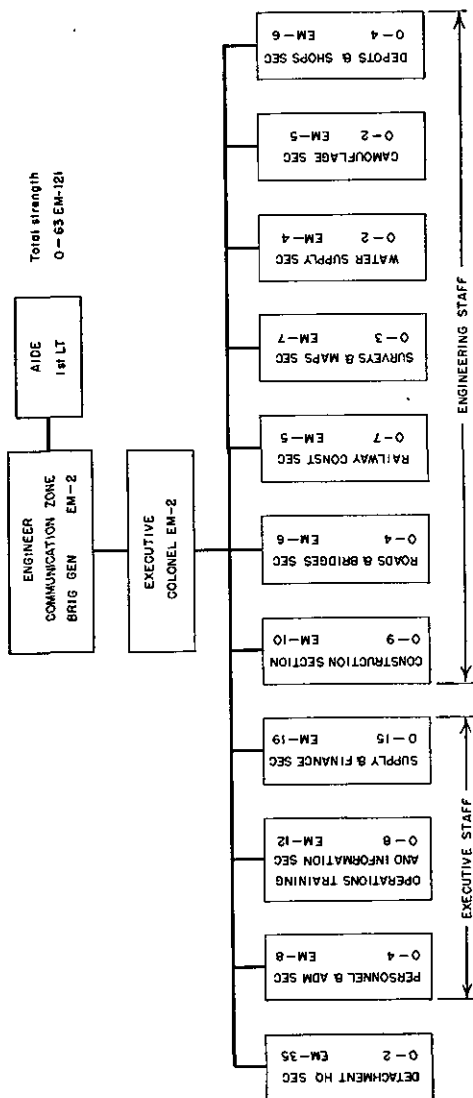 Total strength
O-63 EM-121
AIDE
1st LT
ENGINEER
COMMUNICATION ZONE
BRIG GEN EM-2
EXECUTIVE
COLONEL EM-2
DETACHMENT HQ SEC
O-2 EM-35
PERSONNEL & ADM SEC
O-4 EM-8
OPERATIONS TRAINING
AND INFORMATION SEC
O-8 EM-12
SUPPLY & FINANCE SEC
O-15 EM-19
CONSTRUCTION SECTION
O-9 EM-10
ROADS & BRIDGES SEC
O-4 EM-6
RAILWAY CONST SEC
O-7 EM-5
SURVEYS & MAPS SEC
O-3 EM-7
WATER SUPPLY SEC
O-2 EM-4
CAMOUFLAGE SEC
O-2 EM-5
DEPOTS & SHOPS SEC
O-4 EM-6
EXECUTIVE STAFF
ENGINEERING STAFF